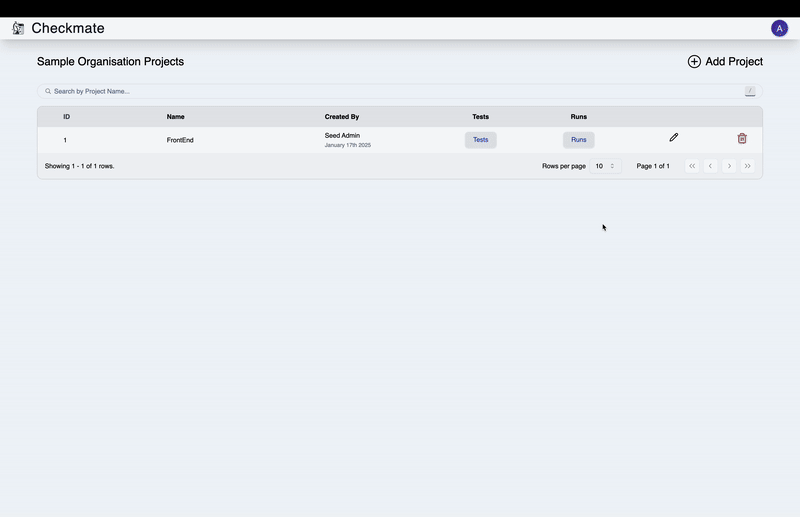 Checkmate
A
Sample Organisation Projects
Add Project
Search by Project Name...
/
ID Name Created By Tests Runs
1 FrontEnd Seed Admin Tests Runs
January 17th 2025
Showing 1 - 1 of 1 rows. Rows per page 10 Page 1 of 1